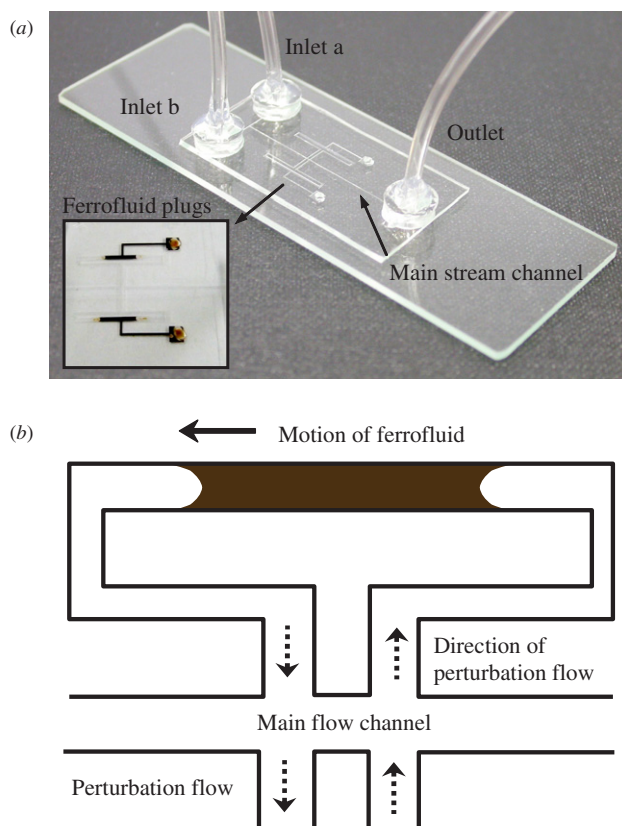 (a)
Inlet a
Inlet b
Outlet
Ferrofluid plugs
Main stream channel
(b)
Motion of ferrofluid
Direction of
perturbation flow
Main flow channel
Perturbation flow